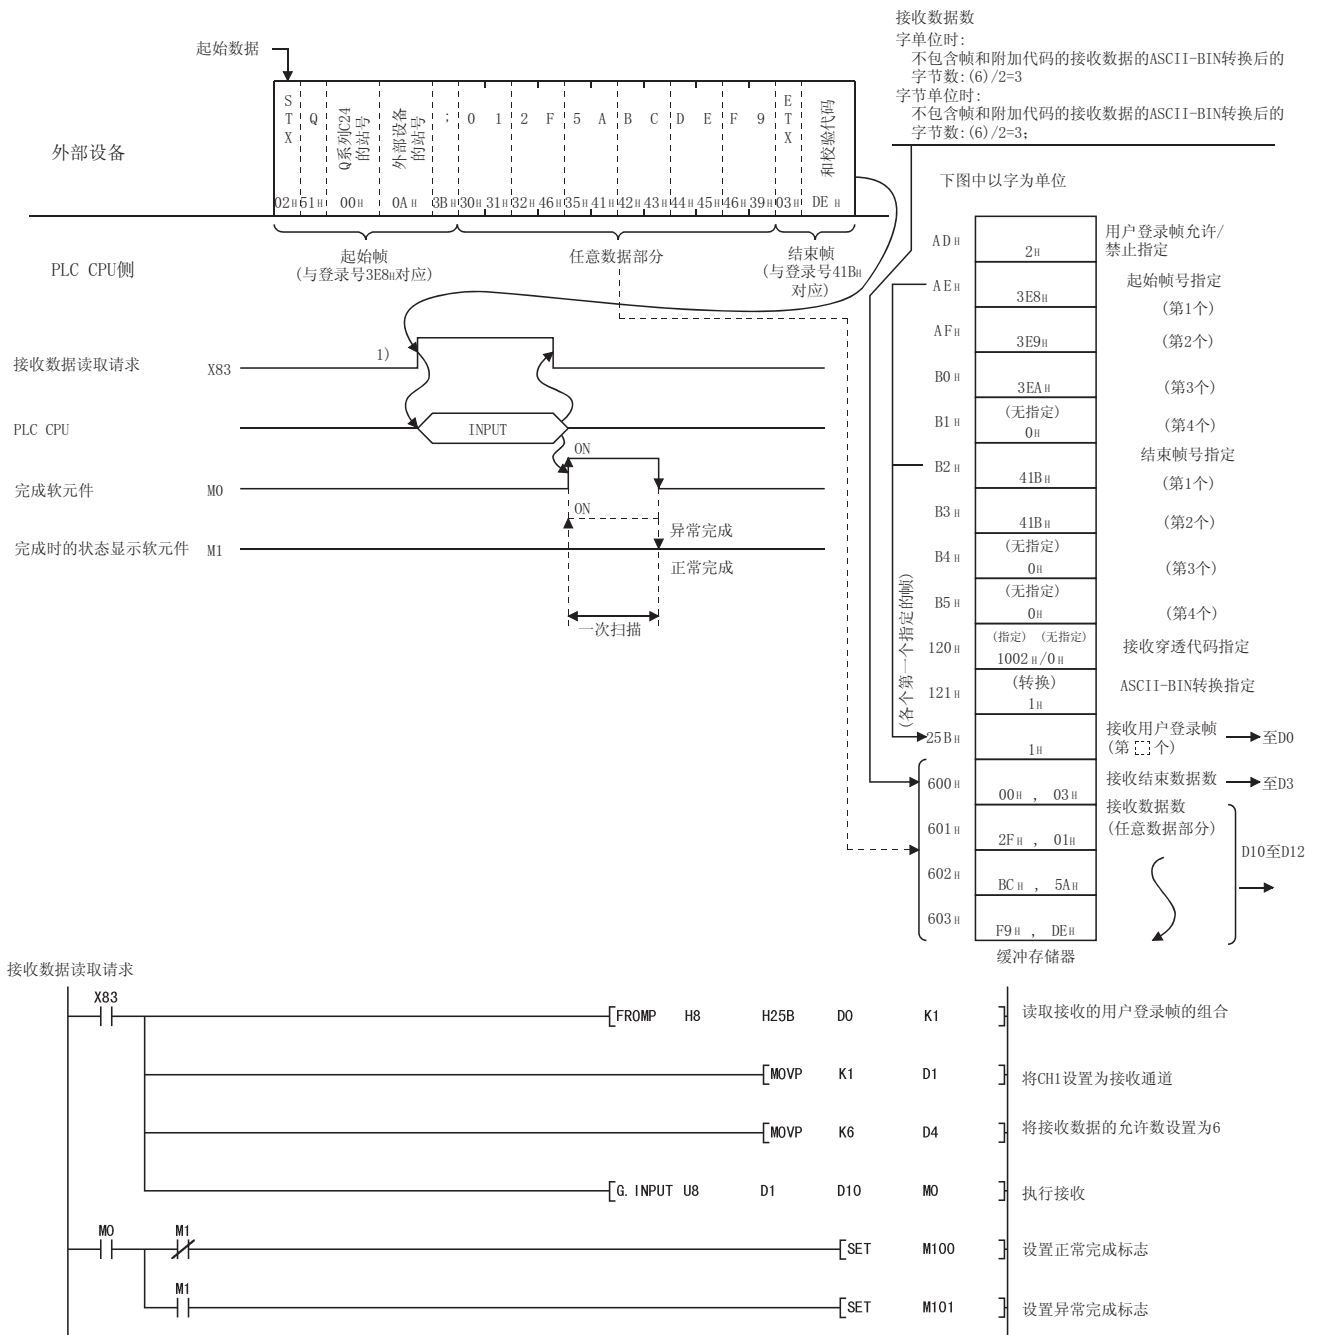 接收数据数
字单位时:
不包含帧和附加代码的接收数据的ASCII-BIN转换后的
字节数:(6)/2=3
字节单位时:
不包含帧和附加代码的接收数据的ASCII-BIN转换后的
字节数:(6)/2=3;
起始数据
外部设备
S T X
Q
Q系列C24的站号
外部设备的站号
; 0 1 2 F 5 A B C D E F 9
E T X
和校验代码
02H 51H 00H 0AH 3BH 30H 31H 32H 46H 35H 41H 42H 43H 44H 45H 46H 39H 03H DE H
PLC CPU侧
起始帧
(与登录号3E8H对应)
任意数据部分
结束帧
(与登录号41BH
对应)
接收数据读取请求 X83
1)
PLC CPU
INPUT
完成软元件 M0
ON
ON
异常完成
完成时的状态显示软元件 M1
正常完成
一次扫描
下图中以字为单位
ADH 2H 用户登录帧允许/
禁止指定
AEH 3E8H 起始帧号指定
(第1个)
AFH 3E9H (第2个)
B0H 3EAH (第3个)
B1H (无指定) 0H (第4个)
结束帧号指定
B2H 41BH (第1个)
B3H 41BH (第2个)
B4H (无指定) 0H (第3个)
B5H (无指定) 0H (第4个)
120H (指定) (无指定) 1002H/0H 接收穿透代码指定
121H (转换) 1H ASCII-BIN转换指定
(各个第一个指定的帧)
25BH 1H 接收用户登录帧
(第 个) 至D0
600H 00H , 03H 接收结束数据数 至D3
601H 2FH , 01H 接收数据数
(任意数据部分)
602H BCH , 5AH D10至D12
603H F9H , DEH
缓冲存储器
接收数据读取请求
X83
FROMP H8 H25B D0 K1 读取接收的用户登录帧的组合
MOVP K1 D1 将CH1设置为接收通道
MOVP K6 D4 将接收数据的允许数设置为6
G.INPUT U8 D1 D10 M0 执行接收
M0 M1
SET M100 设置正常完成标志
M1
SET M101 设置异常完成标志